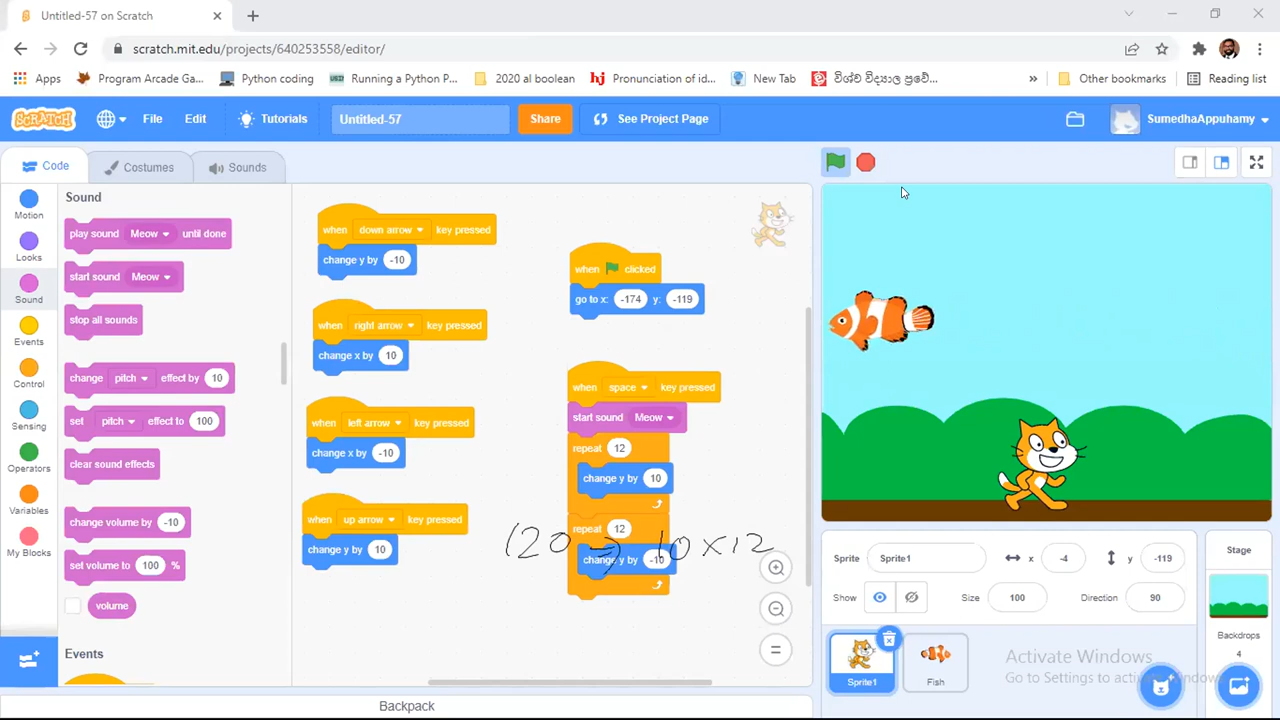 Untitled-57 on Scratch
scratch.mit.edu/projects/640253558/editor/
Apps Program Arcade Ga... Python coding Running a Python P... 2020 al boolean hj Pronunciation of id... New Tab විශ්ව විද්‍යාල ප්‍රවේ... » Other bookmarks Reading list
SCRATCH File Edit Tutorials Untitled-57 Share See Project Page SumedhaAppuhamy
Code Costumes Sounds
Motion
Looks
Sound
Events
Control
Sensing
Operators
Variables
My Blocks
Sound
play sound Meow until done
start sound Meow
stop all sounds
change pitch effect by 10
set pitch effect to 100
clear sound effects
change volume by -10
set volume to 100 %
volume
Events
when down arrow key pressed
change y by -10
when right arrow key pressed
change x by 10
when left arrow key pressed
change x by -10
when up arrow key pressed
change y by 10
when clicked
go to x: -174 y: -119
when space key pressed
start sound Meow
repeat 12
change y by 10
repeat 12
change y by -10
120 ⇒ 10 x 12
Sprite Sprite1 x -4 y -119
Show Size 100 Direction 90
Sprite1
Fish
Stage
Backdrops
4
Activate Windows
Go to Settings to activate Windows.
Backpack